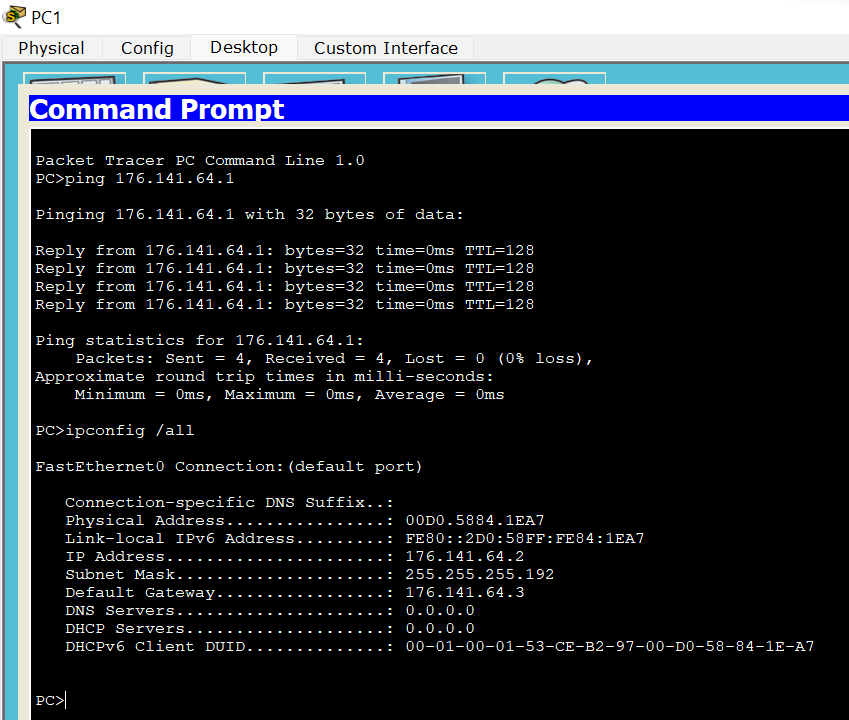 PC1
Physical Config Desktop Custom Interface
Command Prompt
Packet Tracer PC Command Line 1.0
PC>ping 176.141.64.1
Pinging 176.141.64.1 with 32 bytes of data:
Reply from 176.141.64.1: bytes=32 time=0ms TTL=128
Reply from 176.141.64.1: bytes=32 time=0ms TTL=128
Reply from 176.141.64.1: bytes=32 time=0ms TTL=128
Reply from 176.141.64.1: bytes=32 time=0ms TTL=128
Ping statistics for 176.141.64.1:
Packets: Sent = 4, Received = 4, Lost = 0 (0% loss),
Approximate round trip times in milli-seconds:
Minimum = 0ms, Maximum = 0ms, Average = 0ms
PC>ipconfig /all
FastEthernet0 Connection:(default port)
Connection-specific DNS Suffix..:
Physical Address................: 00D0.5884.1EA7
Link-local IPv6 Address.........: FE80::2D0:58FF:FE84:1EA7
IP Address......................: 176.141.64.2
Subnet Mask.....................: 255.255.255.192
Default Gateway.................: 176.141.64.3
DNS Servers.....................: 0.0.0.0
DHCP Servers....................: 0.0.0.0
DHCPv6 Client DUID..............: 00-01-00-01-53-CE-B2-97-00-D0-58-84-1E-A7
PC>